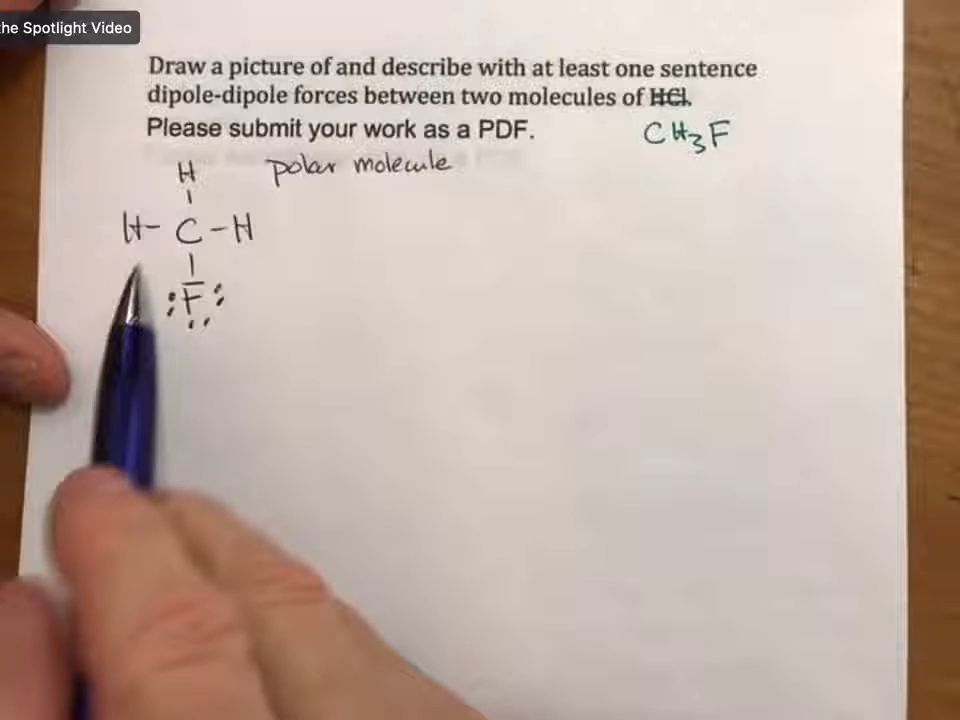 the Spotlight Video
Draw a picture of and describe with at least one sentence
dipole-dipole forces between two molecules of HCl.
Please submit your work as a PDF.
CH3F
polar molecule
H
H- C -H
:F: